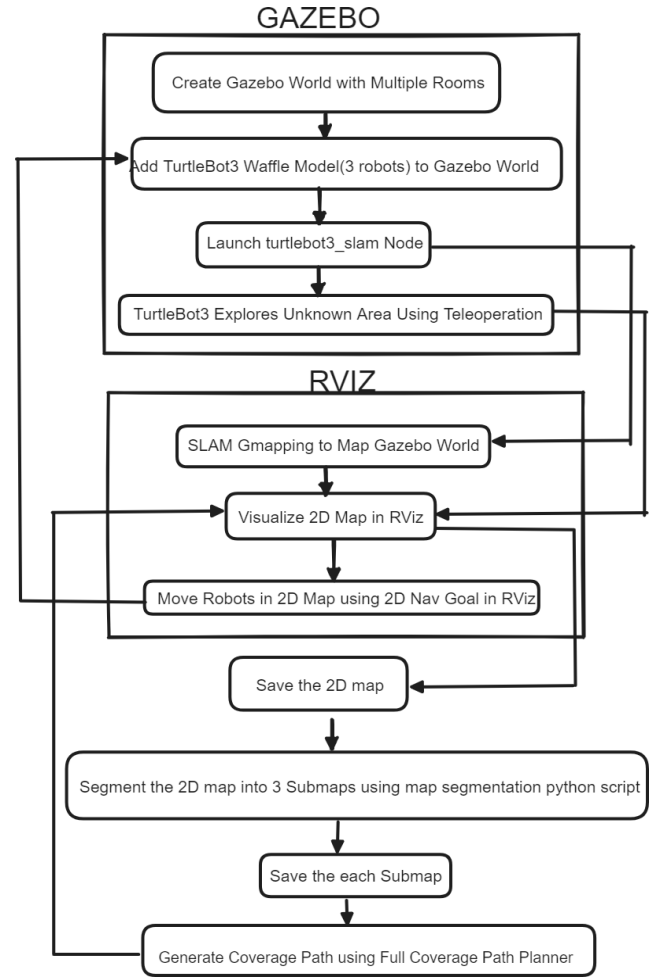 GAZEBO
Create Gazebo World with Multiple Rooms
Add TurtleBot3 Waffle Model(3 robots) to Gazebo World
Launch turtlebot3_slam Node
TurtleBot3 Explores Unknown Area Using Teleoperation
RVIZ
SLAM Gmapping to Map Gazebo World
Visualize 2D Map in RViz
Move Robots in 2D Map using 2D Nav Goal in RViz
Save the 2D map
Segment the 2D map into 3 Submaps using map segmentation python script
Save the each Submap
Generate Coverage Path using Full Coverage Path Planner